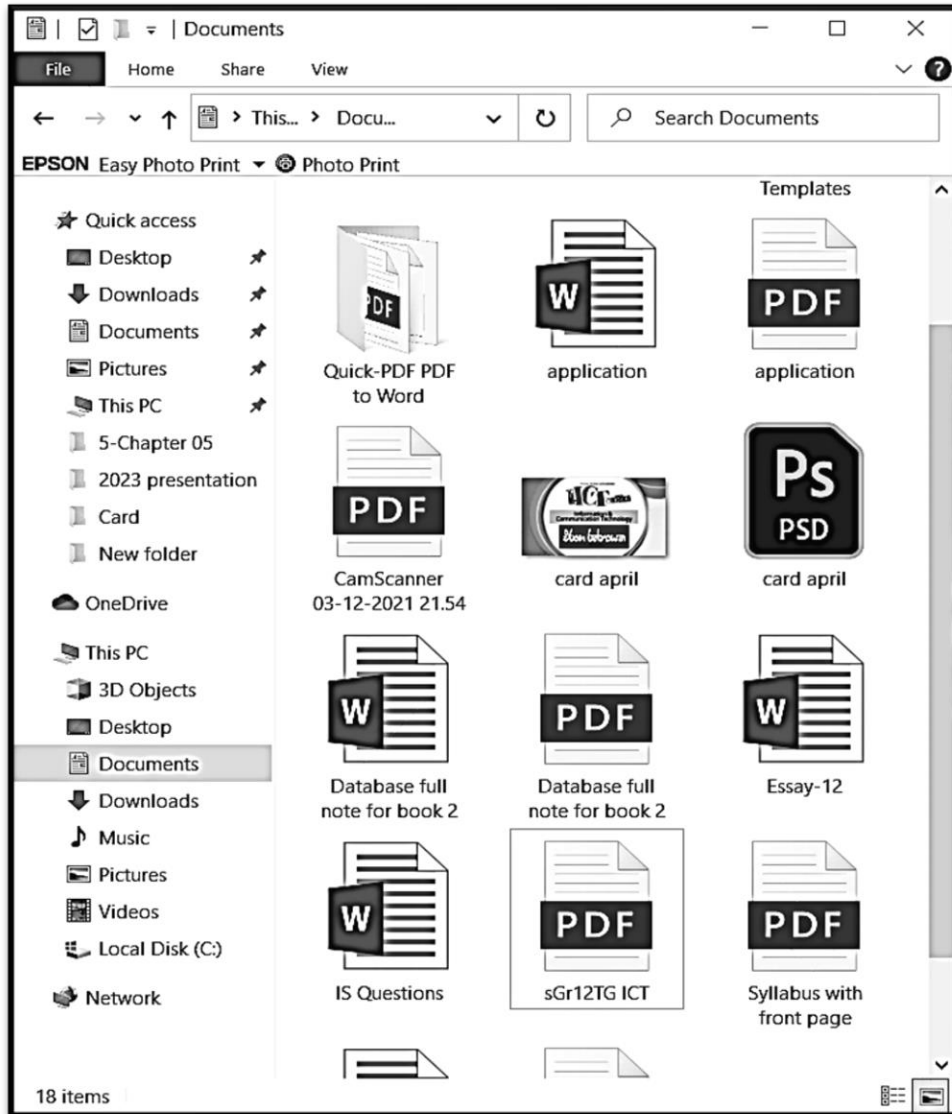 Documents
File Home Share View ?
This... Docu... Search Documents
EPSON Easy Photo Print Photo Print
Quick access
Desktop
Downloads
Documents
Pictures
This PC
5-Chapter 05
2023 presentation
Card
New folder
OneDrive
This PC
3D Objects
Desktop
Documents
Downloads
Music
Pictures
Videos
Local Disk (C:)
Network
Templates
PDF
W
PDF
Quick-PDF PDF
to Word
application
application
PDF
ICT
Information &
Communication Technology
Ps
PSD
CamScanner
03-12-2021 21.54
card april
card april
W
PDF
W
Database full
note for book 2
Database full
note for book 2
Essay-12
W
PDF
PDF
IS Questions
sGr12TG ICT
Syllabus with
front page
18 items